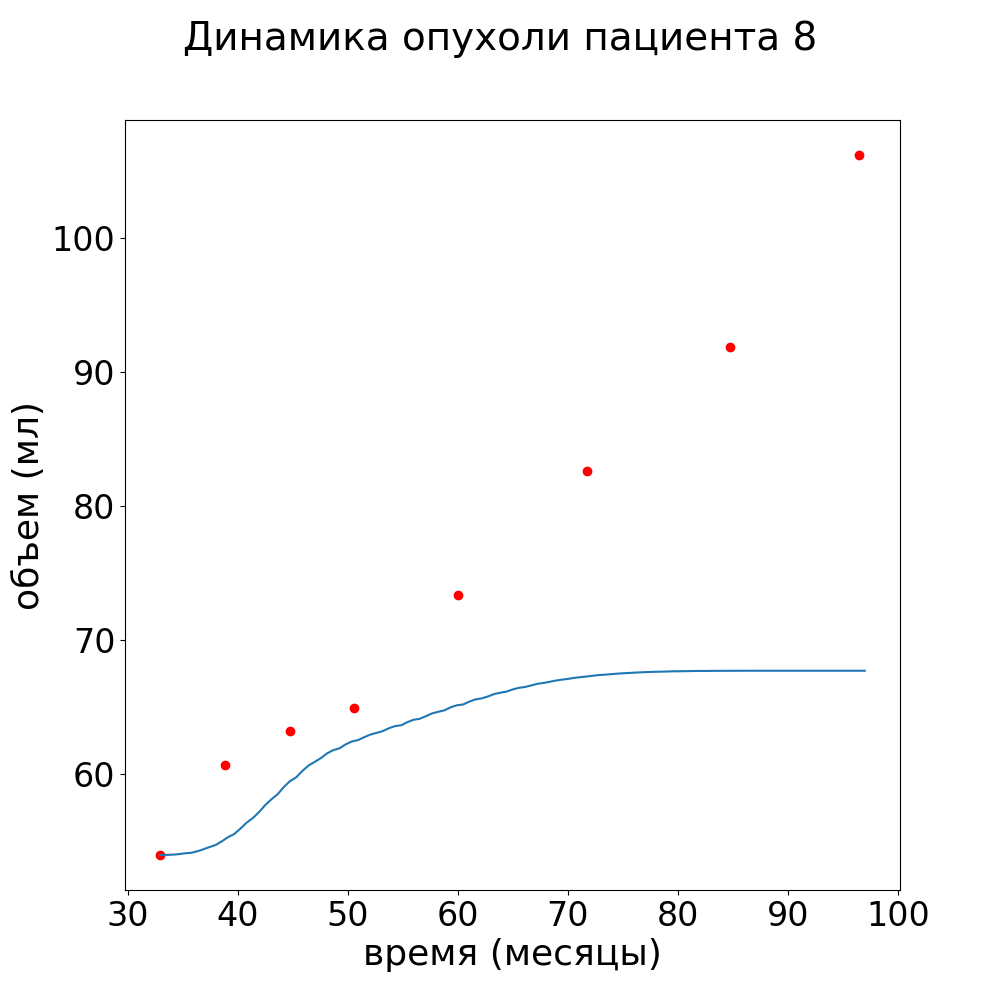 Динамика опухоли пациента 8
объем (мл)
100
90
80
70
60
30 40 50 60 70 80 90 100
время (месяцы)